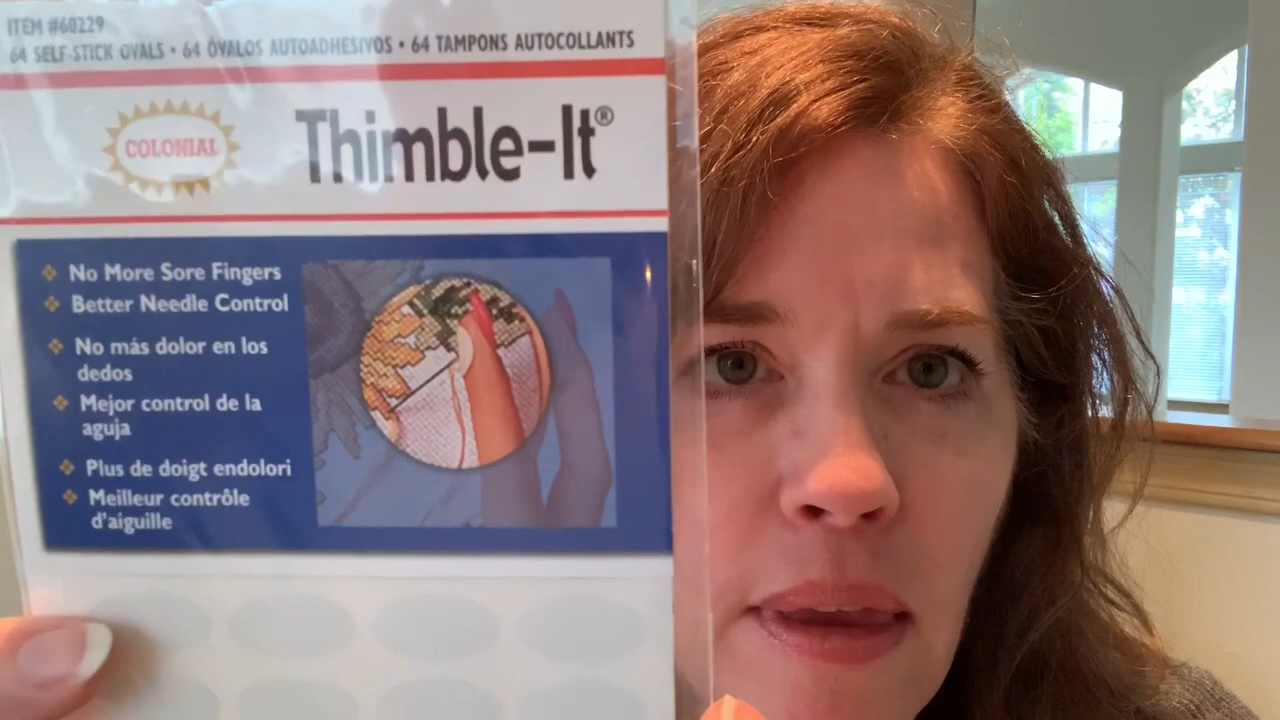 ITEM #60229
64 SELF-STICK OVALS • 64 ÓVALOS AUTOADHESIVOS • 64 TAMPONS AUTOCOLLANTS
COLONIAL
Thimble-It®
No More Sore Fingers
Better Needle Control
No más dolor en los
dedos
Mejor control de la
aguja
Plus de doigt endolori
Meilleur contrôle
d'aiguille